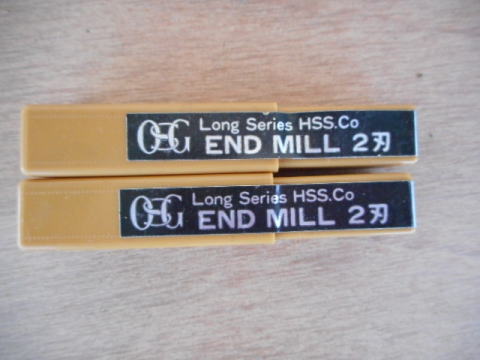 OSG Long Series HSS.Co
END MILL 2刃
OSG Long Series HSS.Co
END MILL 2刃